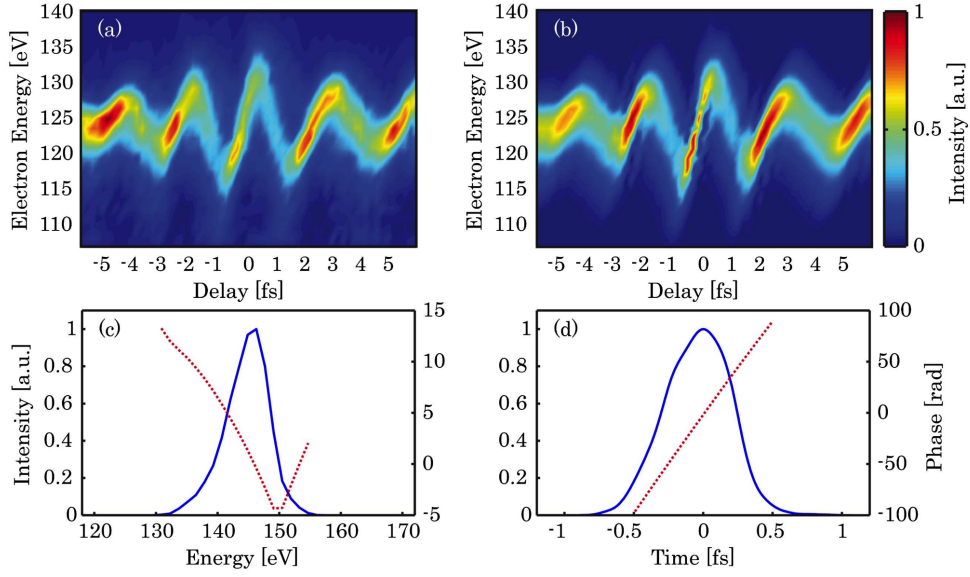 (a)
Electron Energy [eV]
140
135
130
125
120
115
110
-5 -4 -3 -2 -1 0 1 2 3 4 5
Delay [fs]
(b)
Electron Energy [eV]
140
135
130
125
120
115
110
-5 -4 -3 -2 -1 0 1 2 3 4 5
Delay [fs]
1
0.5
0
Intensity [a.u.]
(c)
Intensity [a.u.]
1
0.8
0.6
0.4
0.2
0
15
10
5
0
-5
120 130 140 150 160 170
Energy [eV]
(d)
1
0.8
0.6
0.4
0.2
0
100
50
0
-50
-100
Phase [rad]
-1 -0.5 0 0.5 1
Time [fs]